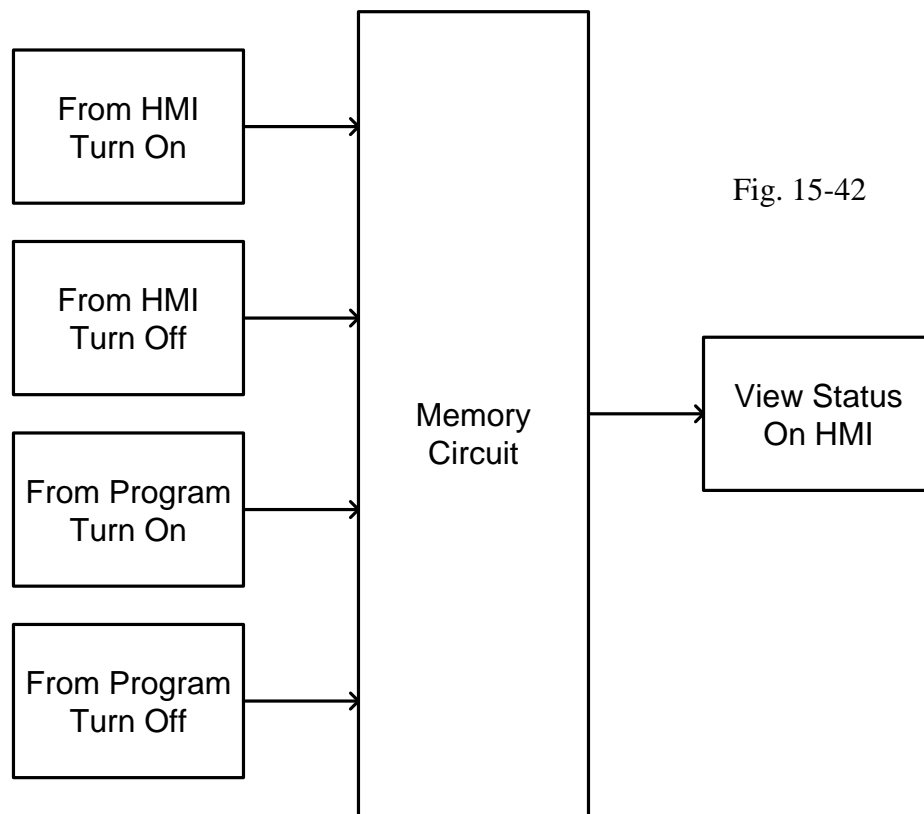 From HMI
Turn On
From HMI
Turn Off
From Program
Turn On
From Program
Turn Off
Memory
Circuit
Fig. 15-42
View Status
On HMI